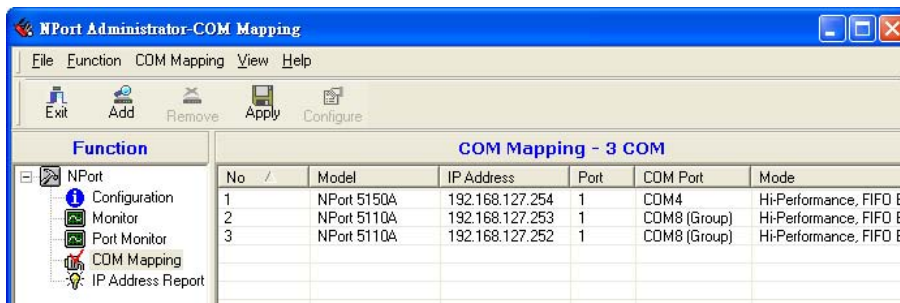 NPort Administrator-COM Mapping
File Function COM Mapping View Help
Exit Add Remove Apply Configure
Function
COM Mapping - 3 COM
NPort
Configuration
Monitor
Port Monitor
COM Mapping
IP Address Report
No Model IP Address Port COM Port Mode
1 NPort 5150A 192.168.127.254 1 COM4 Hi-Performance, FIFO E
2 NPort 5110A 192.168.127.253 1 COM8 (Group) Hi-Performance, FIFO E
3 NPort 5110A 192.168.127.252 1 COM8 (Group) Hi-Performance, FIFO E